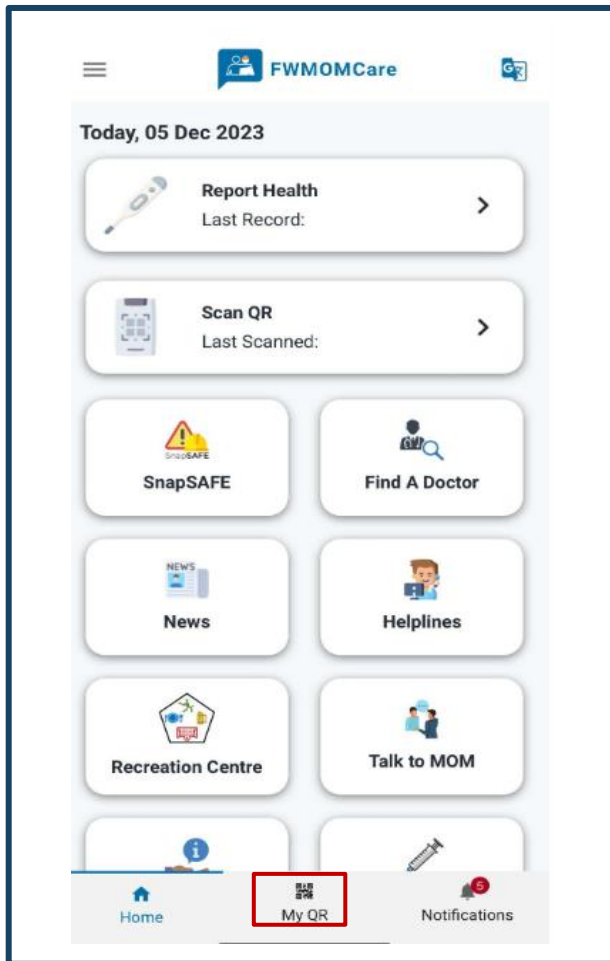 FWMOMCare
Today, 05 Dec 2023
Report Health
Last Record:
Scan QR
Last Scanned:
SnapSAFE
SnapSAFE
Find A Doctor
NEWS
News
Helplines
Recreation Centre
Talk to MOM
5
Home
My QR
Notifications